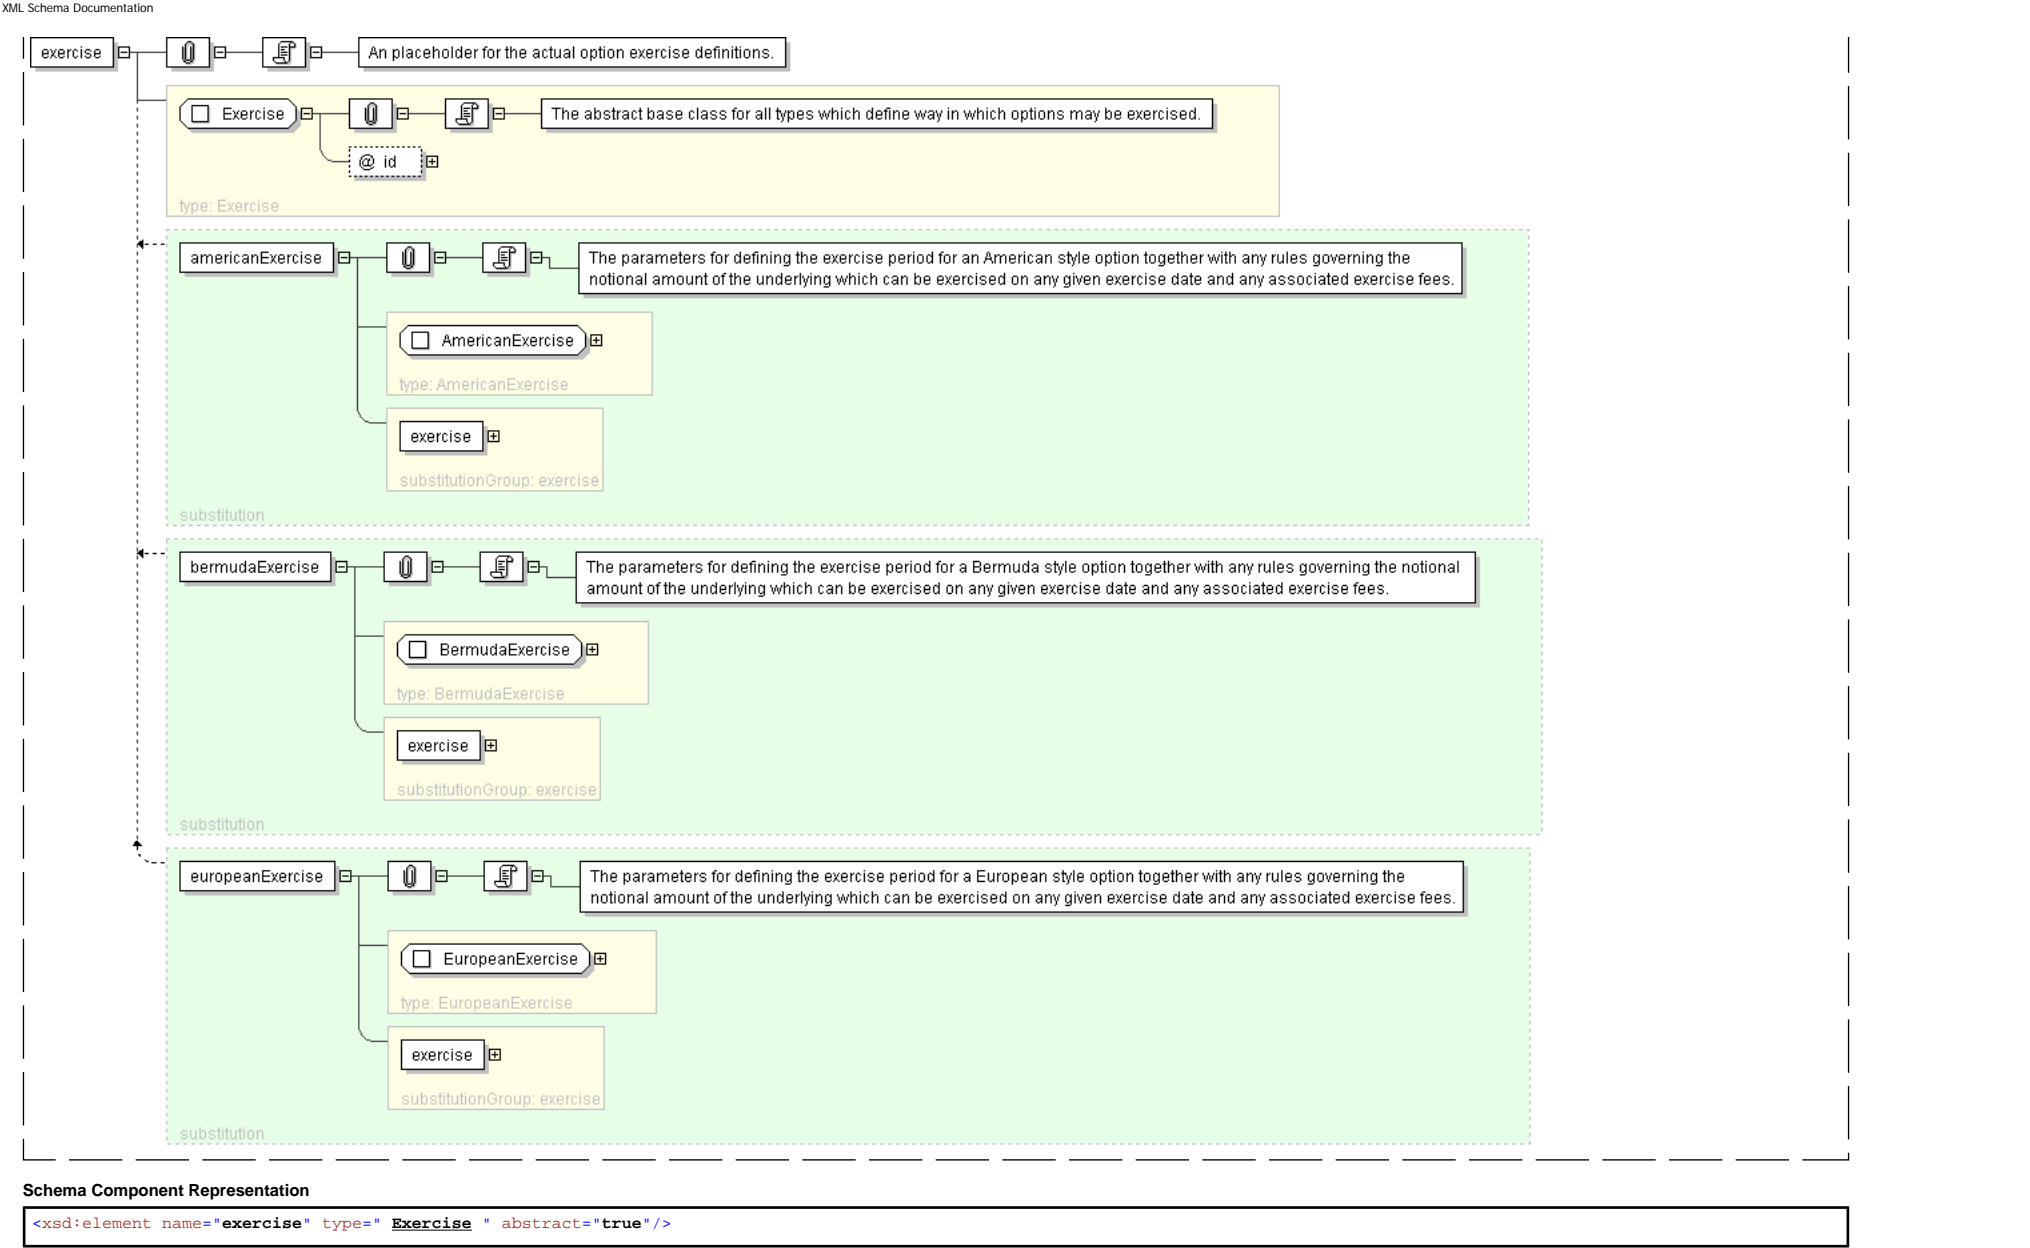 XML Schema Documentation
exercise
An placeholder for the actual option exercise definitions.
Exercise
The abstract base class for all types which define way in which options may be exercised.
@ id
type: Exercise
americanExercise
The parameters for defining the exercise period for an American style option together with any rules governing the
notional amount of the underlying which can be exercised on any given exercise date and any associated exercise fees.
AmericanExercise
type: AmericanExercise
exercise
substitutionGroup: exercise
substitution
bermudaExercise
The parameters for defining the exercise period for a Bermuda style option together with any rules governing the notional
amount of the underlying which can be exercised on any given exercise date and any associated exercise fees.
BermudaExercise
type: BermudaExercise
exercise
substitutionGroup: exercise
substitution
europeanExercise
The parameters for defining the exercise period for a European style option together with any rules governing the
notional amount of the underlying which can be exercised on any given exercise date and any associated exercise fees.
EuropeanExercise
type: EuropeanExercise
exercise
substitutionGroup: exercise
substitution
Schema Component Representation
<xsd:element name="exercise" type=" Exercise " abstract="true"/>